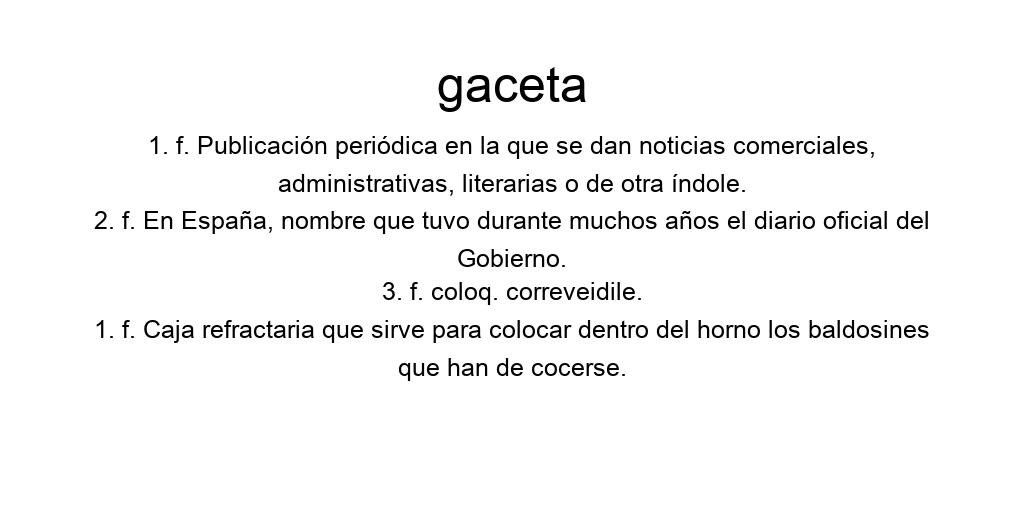 gaceta
1. f. Publicación periódica en la que se dan noticias comerciales,
administrativas, literarias o de otra índole.
2. f. En España, nombre que tuvo durante muchos años el diario oficial del
Gobierno.
3. f. coloq. correveidile.
1. f. Caja refractaria que sirve para colocar dentro del horno los baldosines
que han de cocerse.